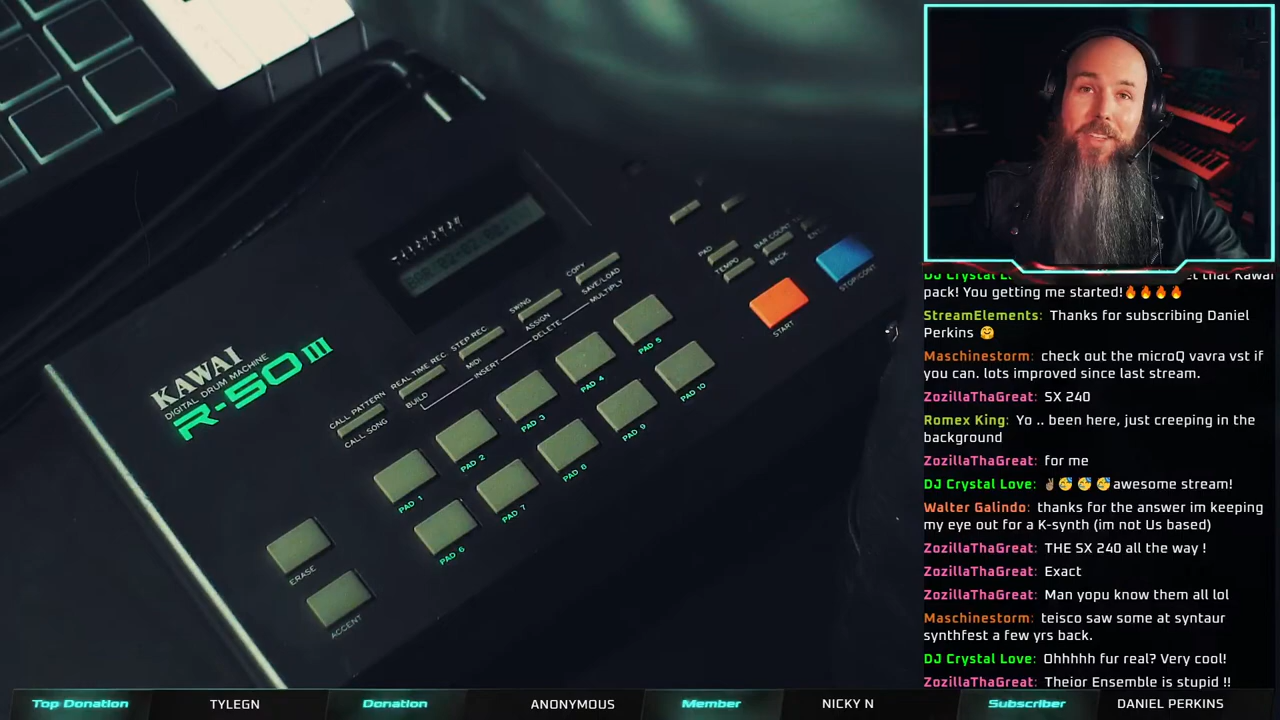 KAWAI
DIGITAL DRUM MACHINE
R-50 III
CALL PATTERN
CALL SONG
REAL TIME REC
BUILD
STEP REC
MIDI
INSERT
SWING
ASSIGN
DELETE
COPY
SAVE/LOAD
MULTIPLY
PAD
TEMPO
BAR COUNT
BACK
START
STOP/CONT.
PAD 1
PAD 2
PAD 3
PAD 4
PAD 5
PAD 6
PAD 7
PAD 8
PAD 9
PAD 10
ERASE
ACCENT
that Kawai
pack! You getting me started!🔥🔥🔥🔥
StreamElements: Thanks for subscribing Daniel
Perkins 🤗
Maschinestorm: check out the microQ vavra vst if
you can. lots improved since last stream.
ZozillaThaGreat: SX 240
Romex King: Yo .. been here, just creeping in the
background
ZozillaThaGreat: for me
DJ Crystal Love: awesome stream!
Walter Galindo: thanks for the answer im keeping
my eye out for a K-synth (im not Us based)
ZozillaThaGreat: THE SX 240 all the way !
ZozillaThaGreat: Exact
ZozillaThaGreat: Man yopu know them all lol
Maschinestorm: teisco saw some at syntaur
synthfest a few yrs back.
DJ Crystal Love: Ohhhhh fur real? Very cool!
ZozillaThaGreat: Theior Ensemble is stupid !!
Top Donation TYLEGN Donation ANONYMOUS Member NICKY N Subscriber DANIEL PERKINS